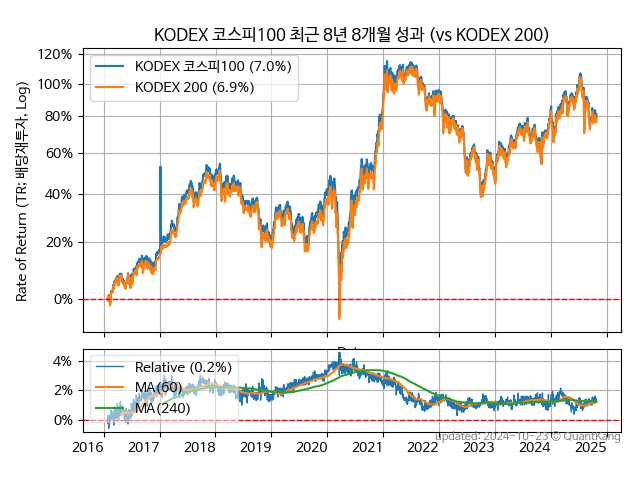 KODEX 코스피100 최근 8년 8개월 성과 (vs KODEX 200)
120%
100%
80%
60%
40%
20%
0%
Rate of Return (TR: 배당재투자, Log)
KODEX 코스피100 (7.0%)
KODEX 200 (6.9%)
4%
2%
0%
Relative (0.2%)
MA(60)
MA(240)
2016 2017 2018 2019 2020 2021 2022 2023 2024 2025
Updated: 2024-10-23 © QuantKang